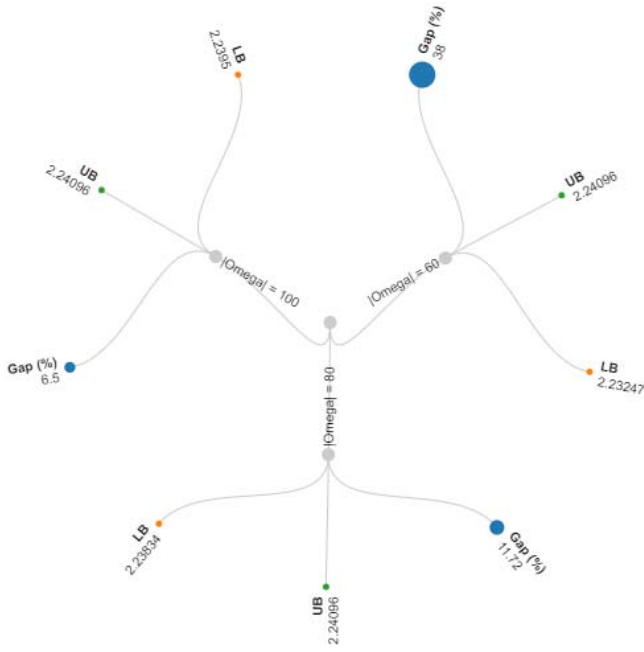 LB
2.2395
Gap (%)
38
UB
2.24096
UB
2.24096
|Omega| = 100
|Omega| = 60
Gap (%)
6.5
LB
2.23247
|Omega| = 80
LB
2.23834
UB
2.24096
Gap (%)
11.72